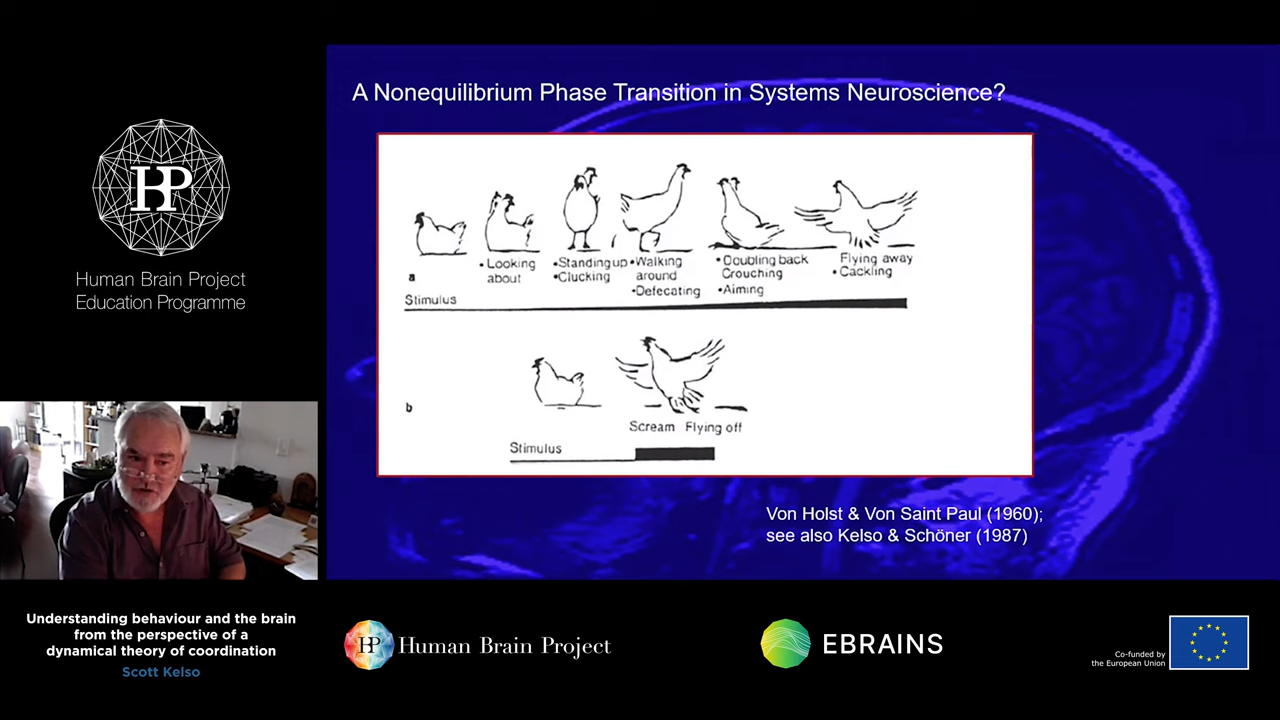 A Nonequilibrium Phase Transition in Systems Neuroscience?
HP
Human Brain Project
Education Programme
• Looking
about
•Standing up
•Clucking
•Walking
around
•Defecating
• Doubling back
Crouching
•Aiming
Flying away
• Cackling
a
Stimulus
b
Scream Flying off
Stimulus
Von Holst & Von Saint Paul (1960);
see also Kelso & Schöner (1987)
Understanding behaviour and the brain
from the perspective of a
dynamical theory of coordination
Scott Kelso
HP Human Brain Project
EBRAINS
Co-funded by
the European Union